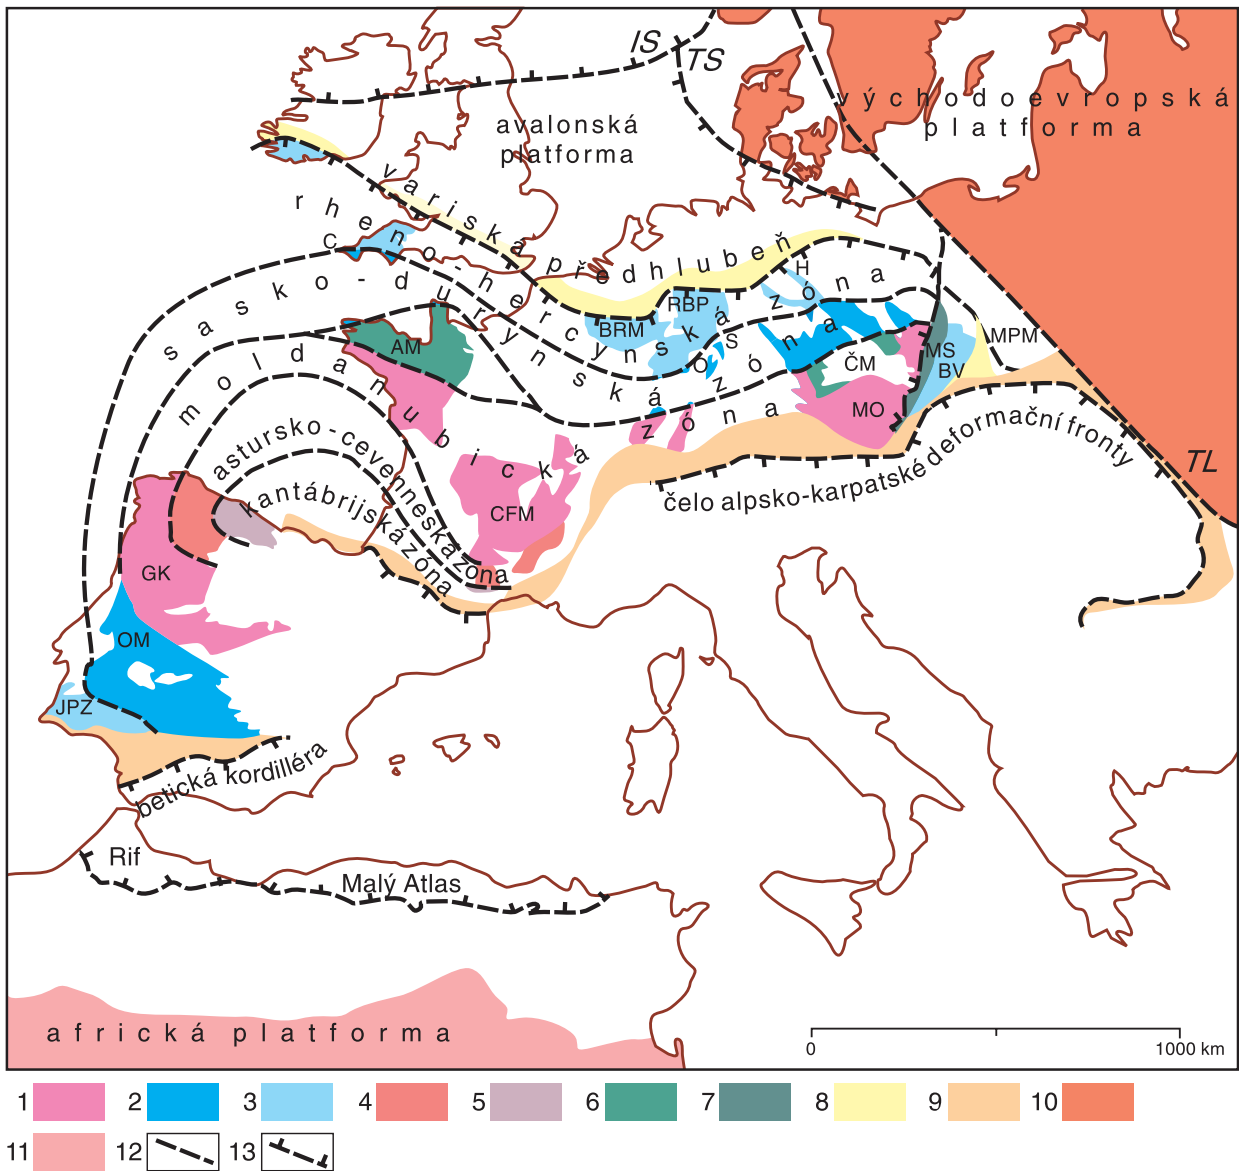 IS
TS
avalonská
platforma
východoevropská
platforma
variská předhlubeň
rheno-hercynská zóna
C
H
RBP
BRM
S
O
sasko-durynská zóna
AM
MPM
MS
BV
ČM
MO
moldanubická zóna
astursko-cevenneská zóna
kantábrijská zóna
CFM
GK
OM
JPZ
čelo alpsko-karpatské deformační fronty
TL
betická kordilléra
Rif
Malý Atlas
africká platforma
0
1000 km
1 2 3 4 5 6 7 8 9 10
11 12 13